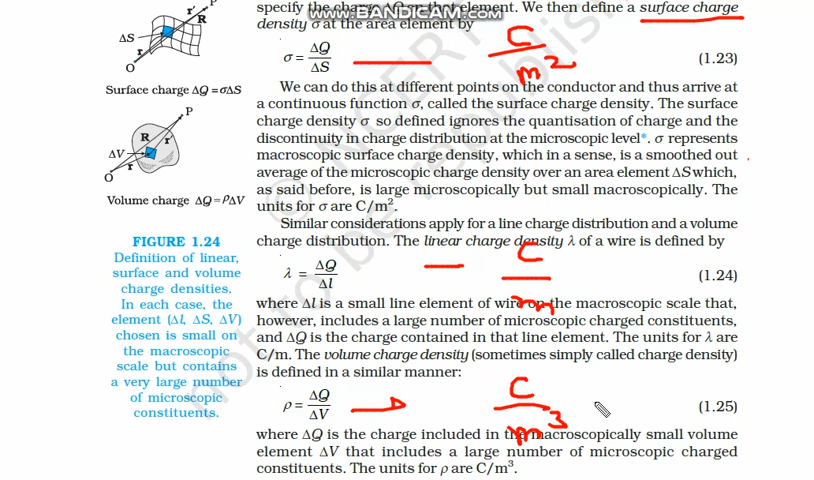 specify the charge ΔQ on that element. We then define a surface charge
www.BANDICAM.com
density σ at the area element by
σ = ΔQ/ΔS (1.23)
C/m2
We can do this at different points on the conductor and thus arrive at
a continuous function σ, called the surface charge density. The surface
charge density σ so defined ignores the quantisation of charge and the
discontinuity in charge distribution at the microscopic level*. σ represents
macroscopic surface charge density, which in a sense, is a smoothed out
average of the microscopic charge density over an area element ΔS which,
as said before, is large microscopically but small macroscopically. The
units for σ are C/m².
Similar considerations apply for a line charge distribution and a volume
charge distribution. The linear charge density λ of a wire is defined by
λ = ΔQ/Δl (1.24)
C/m
where Δl is a small line element of wire on the macroscopic scale that,
however, includes a large number of microscopic charged constituents,
and ΔQ is the charge contained in that line element. The units for λ are
C/m. The volume charge density (sometimes simply called charge density)
is defined in a similar manner:
ρ = ΔQ/ΔV (1.25)
C/m3
where ΔQ is the charge included in the macroscopically small volume
element ΔV that includes a large number of microscopic charged
constituents. The units for ρ are C/m³.
r' P
R
ΔS
r
O
Surface charge ΔQ = σΔS
P
R r'
ΔV
r
O
Volume charge ΔQ = ρΔV
FIGURE 1.24
Definition of linear,
surface and volume
charge densities.
In each case, the
element (Δl, ΔS, ΔV)
chosen is small on
the macroscopic
scale but contains
a very large number
of microscopic
constituents.
© NCERT
not to be republish